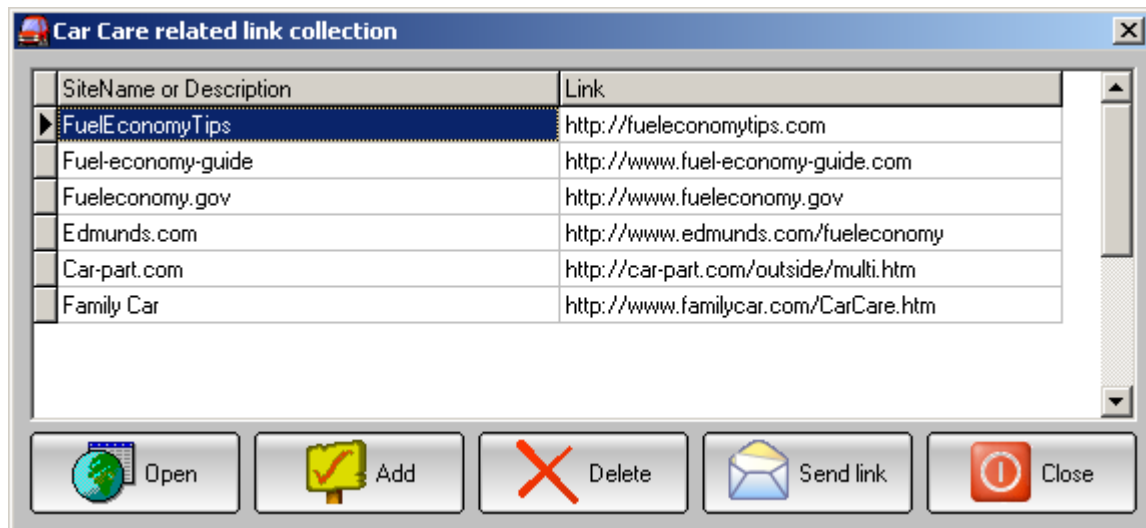 Car Care related link collection
SiteName or Description Link
FuelEconomyTips http://fueleconomytips.com
Fuel-economy-guide http://www.fuel-economy-guide.com
Fueleconomy.gov http://www.fueleconomy.gov
Edmunds.com http://www.edmunds.com/fueleconomy
Car-part.com http://car-part.com/outside/multi.htm
Family Car http://www.familycar.com/CarCare.htm
Open Add Delete Send link Close